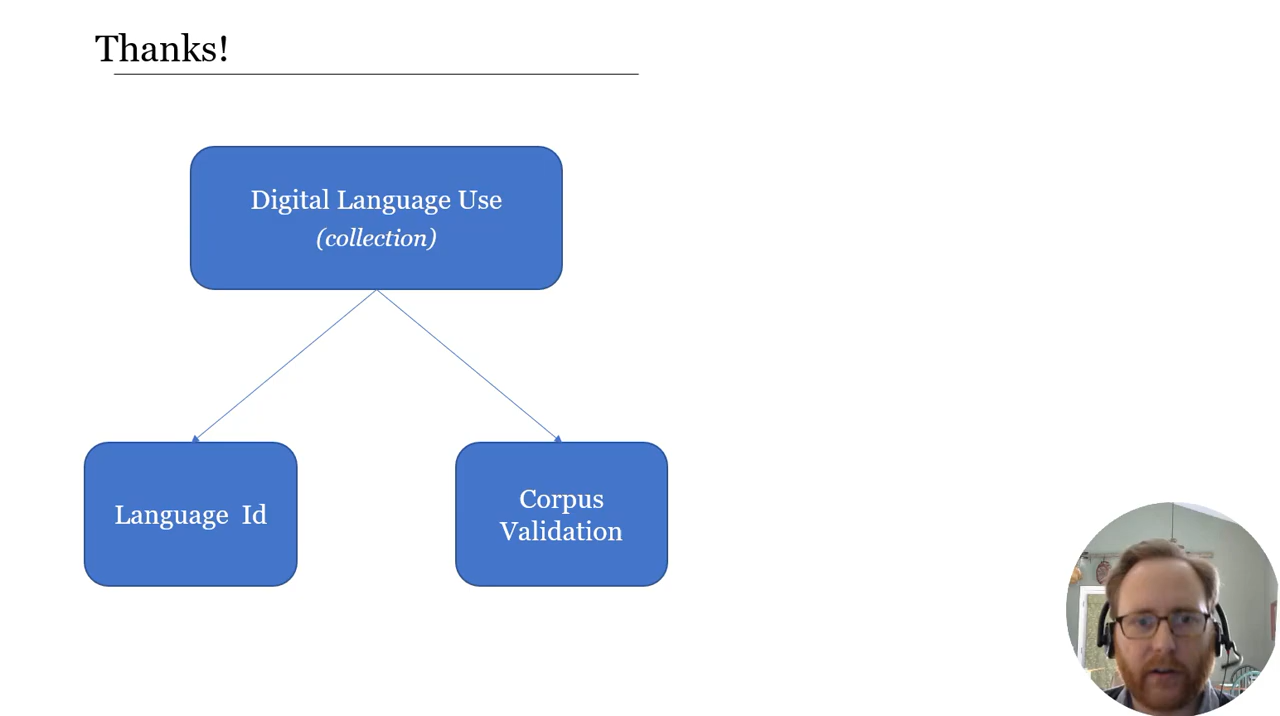 Thanks!
Digital Language Use
(collection)
Language Id
Corpus
Validation